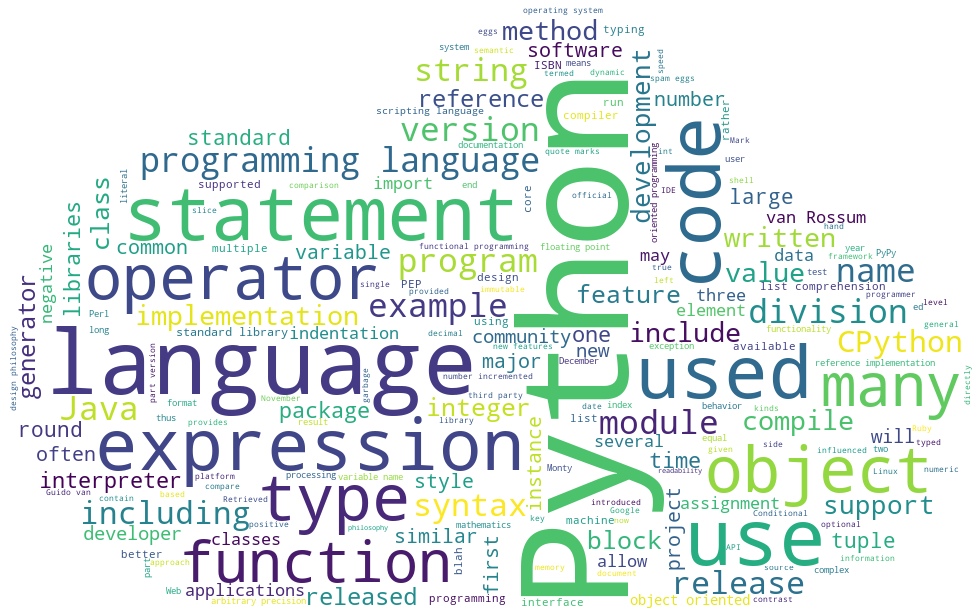 operating system
eggs
method
typing
system
semantic
software
speed
string
ISBN
means
termed
dynamic
spam eggs
reference
run
number
scripting language
compiler
rather
version
development
standard
documentation
Mark
programming language
quote marks
int
code
user
supported
comparison
import
end
core
official
oriented programming
IDE
shell
literal
statement
slice
python
large
class
libraries
van Rossum
hand
common
multiple
variable
functional programming
floating point
may
written
year
negative
operator
single
PEP
program
design
true
data
framework
PyPy
provided
immutable
left
value
test
name
list comprehension
programmer
generator
Perl
long
implementation
example
feature
three
element
division
ed
level
standard library
indentation
using
community
one
include
functionality
general
design philosophy
language
part version
decimal
new features
December
new
exception
available
CPython
major
reference implementation
garbage
number incremented
used
many
directly
Java
format
November
package
third party
integer
list
date
index
behavior
kinds
thus
provides
result
library
module
compile
Ruby
round
expression
instance
several
equal
side
will
typed
often
Monty
time
given
influenced
two
interpreter
platform
processing
style
readability
object
Linux
numeric
Guido van
based
compare
variable name
type
syntax
key
introduced
project
assignment
Conditional
support
contain
Retrieved
including
positive
Google
machine
now
optional
developer
philosophy
mathematics
block
use
tuple
classes
similar
first
API
information
better
function
blah
allow
source
complex
part
approach
memory
document
release
Web
applications
released
programming
arbitrary precision
interface
object oriented
contrast